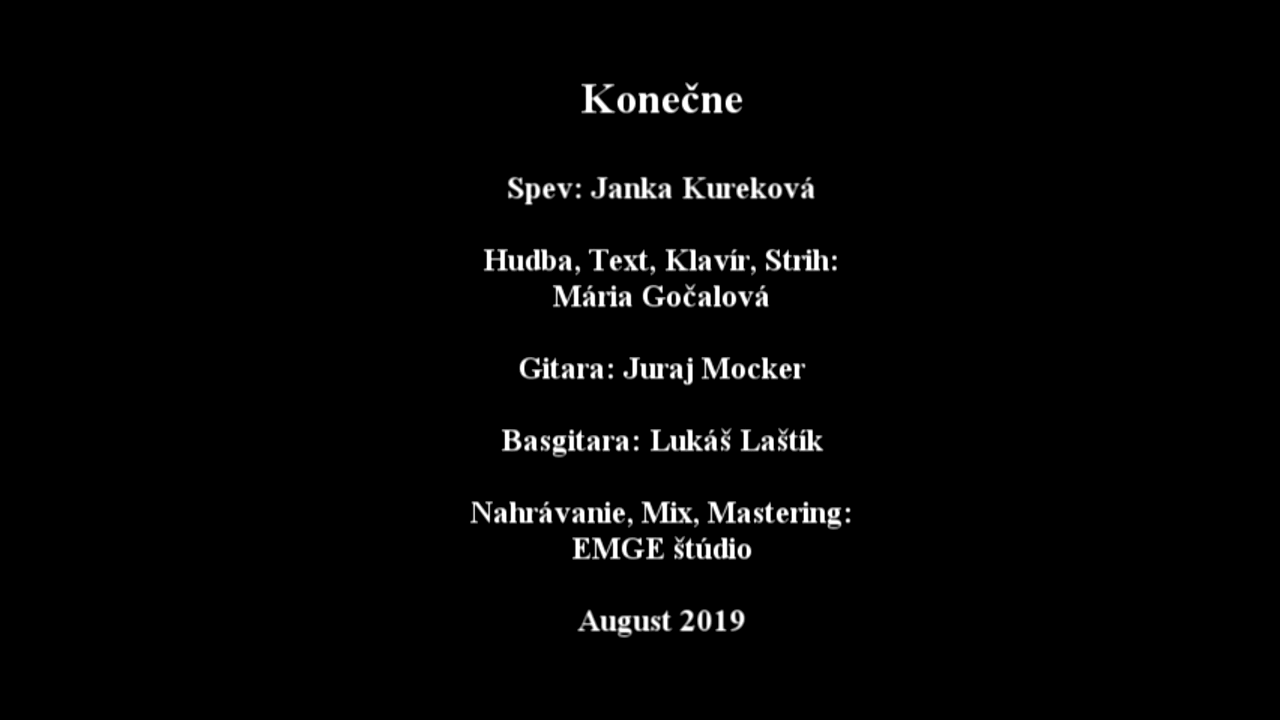 Konečne
Spev: Janka Kureková
Hudba, Text, Klavír, Strih:
Mária Gočalová
Gitara: Juraj Mocker
Basgitara: Lukáš Laštík
Nahrávanie, Mix, Mastering:
EMGE štúdio
August 2019